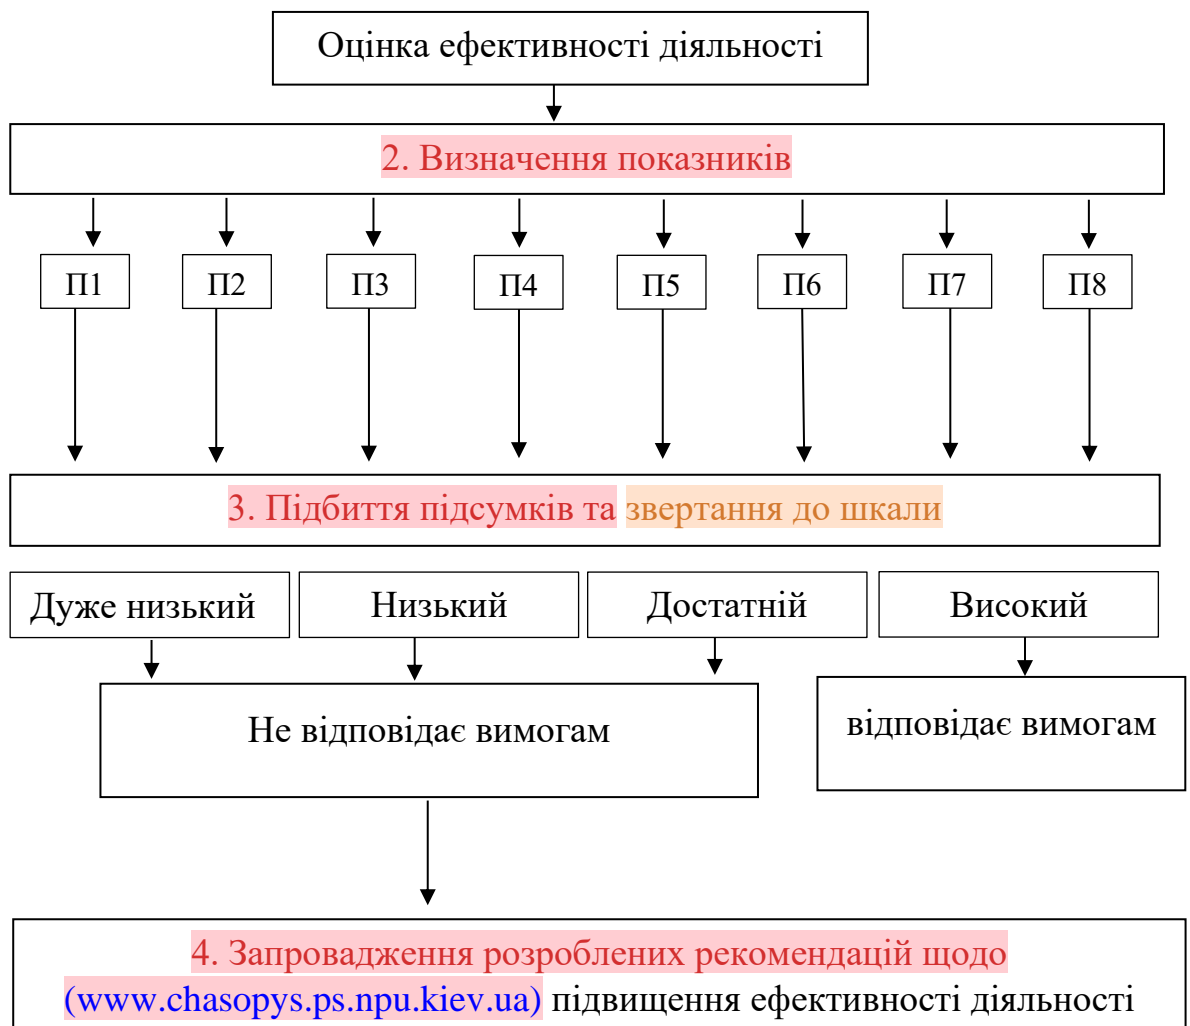 Оцінка ефективності діяльності
2. Визначення показників
П1 П2 П3 П4 П5 П6 П7 П8
3. Підбиття підсумків та звертання до шкали
Дуже низький Низький Достатній Високий
Не відповідає вимогам
відповідає вимогам
4. Запровадження розроблених рекомендацій щодо
(www.chasopys.ps.npu.kiev.ua) підвищення ефективності діяльності